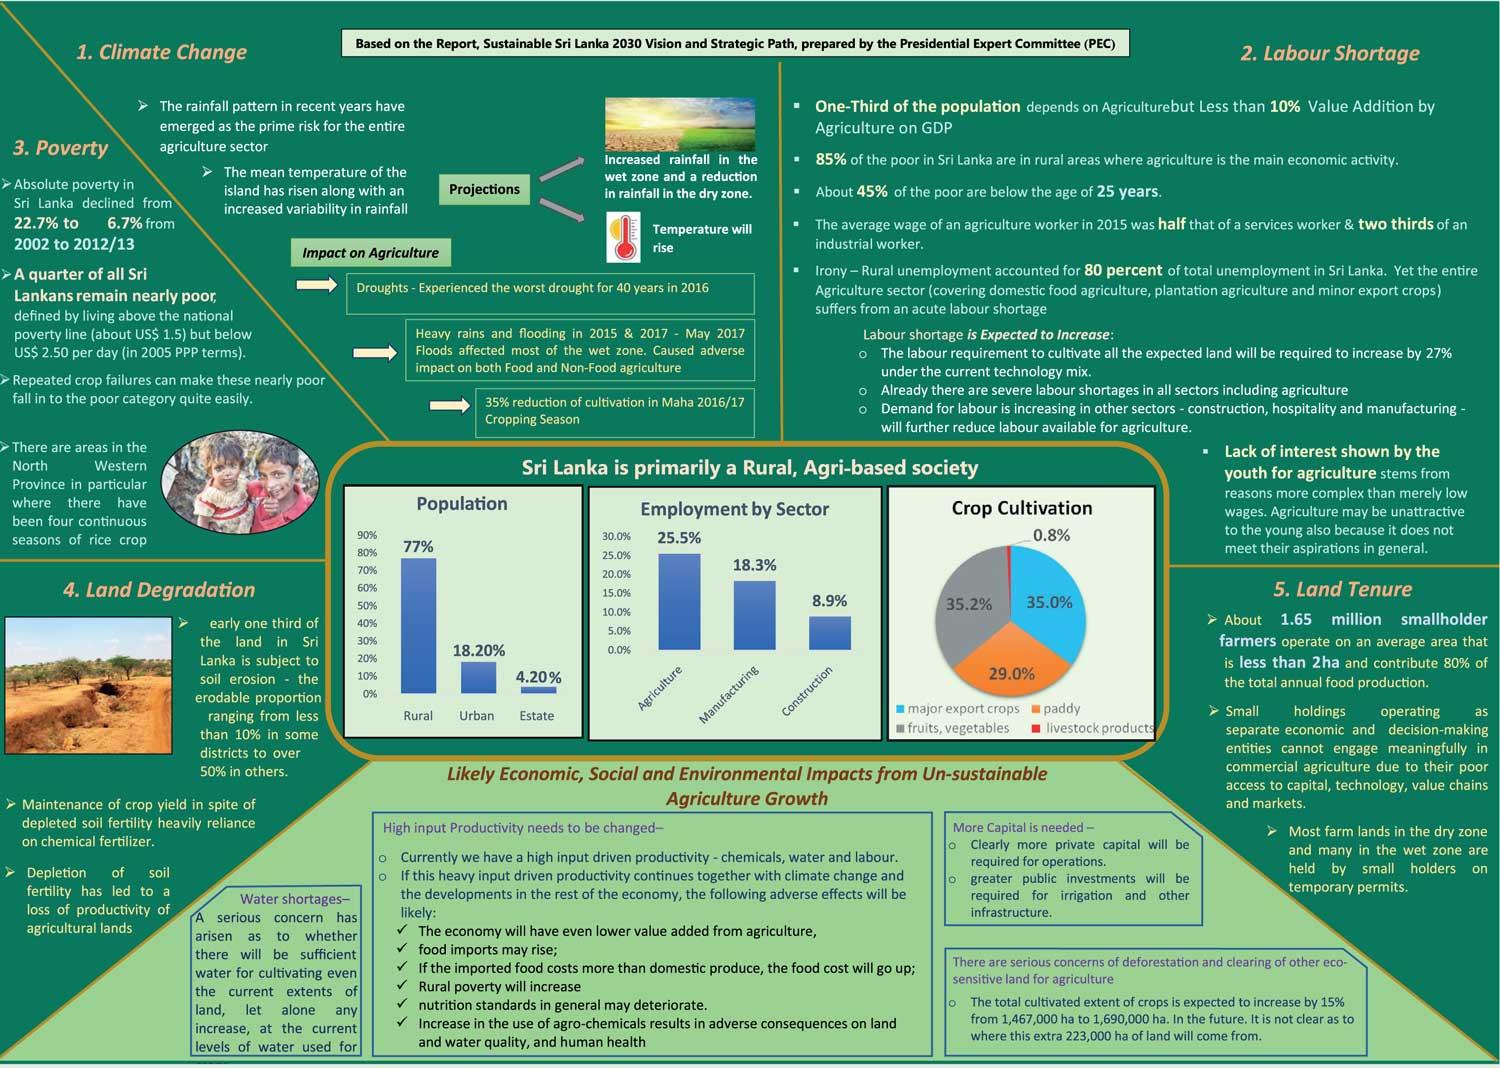 Based on the Report, Sustainable Sri Lanka 2030 Vision and Strategic Path, prepared by the Presidential Expert Committee (PEC)
1. Climate Change
The rainfall pattern in recent years have
emerged as the prime risk for the entire
agriculture sector
The mean temperature of the
island has risen along with an
increased variability in rainfall
Projections
Increased rainfall in the
wet zone and a reduction
in rainfall in the dry zone.
Temperature will
rise
Impact on Agriculture
Droughts - Experienced the worst drought for 40 years in 2016
Heavy rains and flooding in 2015 & 2017 - May 2017
Floods affected most of the wet zone. Caused adverse
impact on both Food and Non-Food agriculture
35% reduction of cultivation in Maha 2016/17
Cropping Season
2. Labour Shortage
One-Third of the population depends on Agriculturebut Less than 10% Value Addition by
Agriculture on GDP
85% of the poor in Sri Lanka are in rural areas where agriculture is the main economic activity.
About 45% of the poor are below the age of 25 years.
The average wage of an agriculture worker in 2015 was half that of a services worker & two thirds of an
industrial worker.
Irony – Rural unemployment accounted for 80 percent of total unemployment in Sri Lanka. Yet the entire
Agriculture sector (covering domestic food agriculture, plantation agriculture and minor export crops)
suffers from an acute labour shortage
Labour shortage is Expected to Increase:
The labour requirement to cultivate all the expected land will be required to increase by 27%
under the current technology mix.
Already there are severe labour shortages in all sectors including agriculture
Demand for labour is increasing in other sectors - construction, hospitality and manufacturing -
will further reduce labour available for agriculture.
Lack of interest shown by the
youth for agriculture stems from
reasons more complex than merely low
wages. Agriculture may be unattractive
to the young also because it does not
meet their aspirations in general.
3. Poverty
Absolute poverty in
Sri Lanka declined from
22.7% to 6.7% from
2002 to 2012/13
A quarter of all Sri
Lankans remain nearly poor,
defined by living above the national
poverty line (about US$ 1.5) but below
US$ 2.50 per day (in 2005 PPP terms).
Repeated crop failures can make these nearly poor
fall in to the poor category quite easily.
There are areas in the
North Western
Province in particular
where there have
been four continuous
seasons of rice crop
Sri Lanka is primarily a Rural, Agri-based society
Population
90%
80%
70%
60%
50%
40%
30%
20%
10%
0%
77%
18.20%
4.20%
Rural Urban Estate
Employment by Sector
30.0%
25.0%
20.0%
15.0%
10.0%
5.0%
0.0%
25.5%
18.3%
8.9%
Agriculture
Manufacturing
Construction
Crop Cultivation
0.8%
35.2%
35.0%
29.0%
major export crops paddy
fruits, vegetables livestock products
4. Land Degradation
early one third of
the land in Sri
Lanka is subject to
soil erosion - the
erodable proportion
ranging from less
than 10% in some
districts to over
50% in others.
Maintenance of crop yield in spite of
depleted soil fertility heavily reliance
on chemical fertilizer.
Depletion of soil
fertility has led to a
loss of productivity of
agricultural lands
5. Land Tenure
About 1.65 million smallholder
farmers operate on an average area that
is less than 2ha and contribute 80% of
the total annual food production.
Small holdings operating as
separate economic and decision-making
entities cannot engage meaningfully in
commercial agriculture due to their poor
access to capital, technology, value chains
and markets.
Most farm lands in the dry zone
and many in the wet zone are
held by small holders on
temporary permits.
Likely Economic, Social and Environmental Impacts from Un-sustainable
Agriculture Growth
Water shortages–
A serious concern has
arisen as to whether
there will be sufficient
water for cultivating even
the current extents of
land, let alone any
increase, at the current
levels of water used for
High input Productivity needs to be changed–
Currently we have a high input driven productivity - chemicals, water and labour.
If this heavy input driven productivity continues together with climate change and
the developments in the rest of the economy, the following adverse effects will be
likely:
The economy will have even lower value added from agriculture,
food imports may rise;
If the imported food costs more than domestic produce, the food cost will go up;
Rural poverty will increase
nutrition standards in general may deteriorate.
Increase in the use of agro-chemicals results in adverse consequences on land
and water quality, and human health
More Capital is needed –
Clearly more private capital will be
required for operations.
greater public investments will be
required for irrigation and other
infrastructure.
There are serious concerns of deforestation and clearing of other eco-
sensitive land for agriculture
The total cultivated extent of crops is expected to increase by 15%
from 1,467,000 ha to 1,690,000 ha. In the future. It is not clear as to
where this extra 223,000 ha of land will come from.